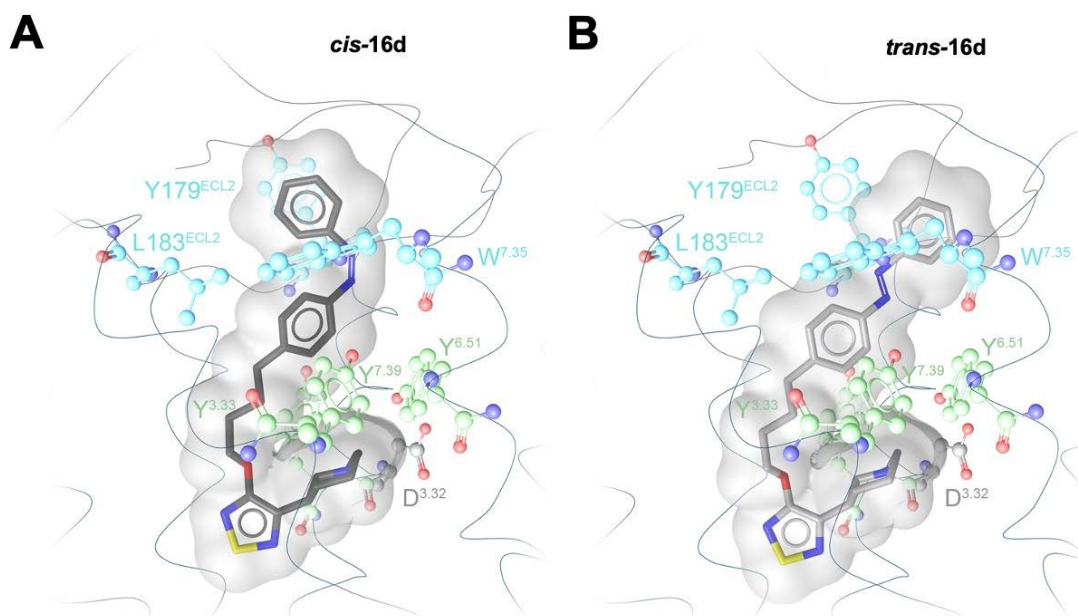 A
cis-16d
Y179ECL2
L183ECL2
W7.35
Y6.51
Y7.39
Y3.33
D3.32
B
trans-16d
Y179ECL2
L183ECL2
W7.35
Y6.51
Y7.39
Y3.33
D3.32